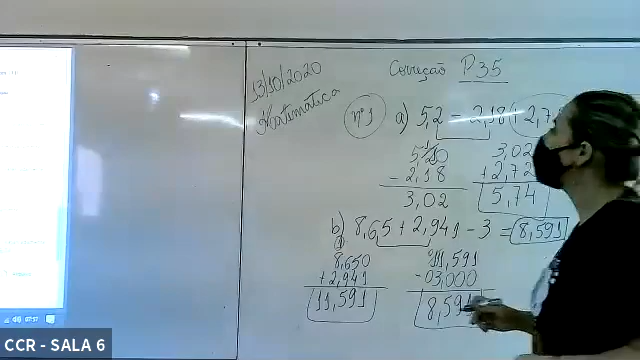 13/10/2020
Matemática
Correção P35
nº1
a) 5,2 - 2,18
5,20
- 2,18
3,02
3,02
+ 2,72
5,74
b) 8,65 + 2,941 - 3 = 8,591
8,650
+ 2,941
11,591
11,591
- 03,000
8,591
07:57
CCR - SALA 6